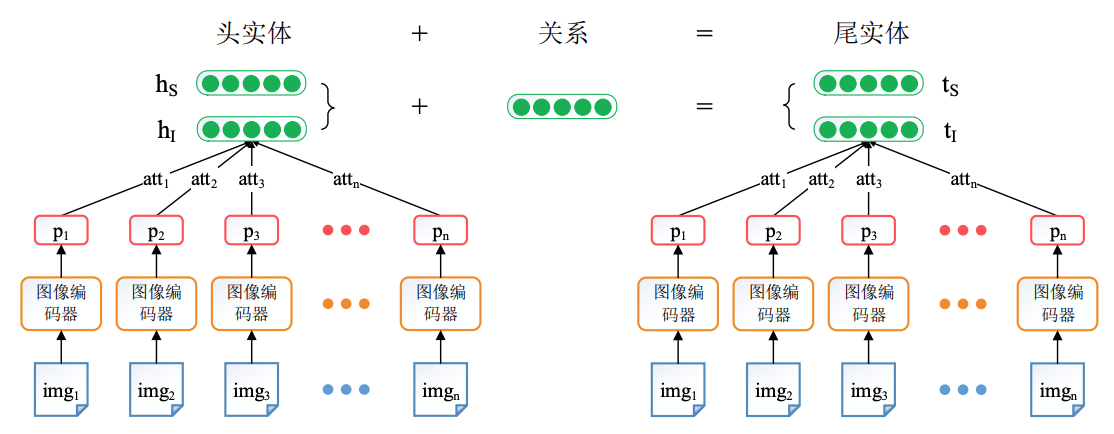 头实体 + 关系 = 尾实体
hS + = tS
hI tI
att1 att2 att3 attn att1 att2 att3 attn
p1 p2 p3 pn p1 p2 p3 pn
图像编 图像编 图像编 图像编 图像编 图像编 图像编 图像编
码器 码器 码器 码器 码器 码器 码器 码器
img1 img2 img3 imgn img1 img2 img3 imgn